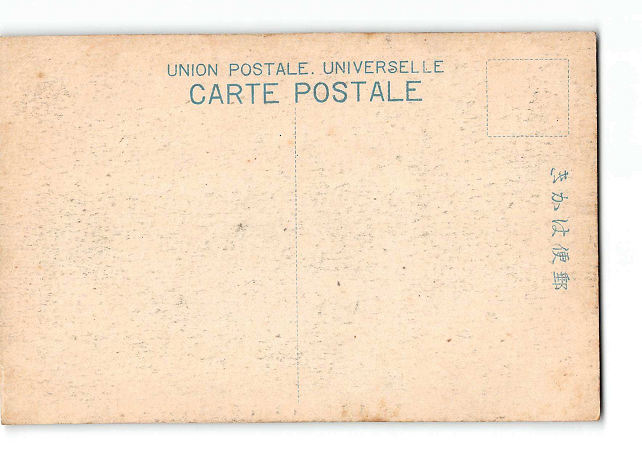 UNION POSTALE. UNIVERSELLE
CARTE POSTALE
郵便はかき